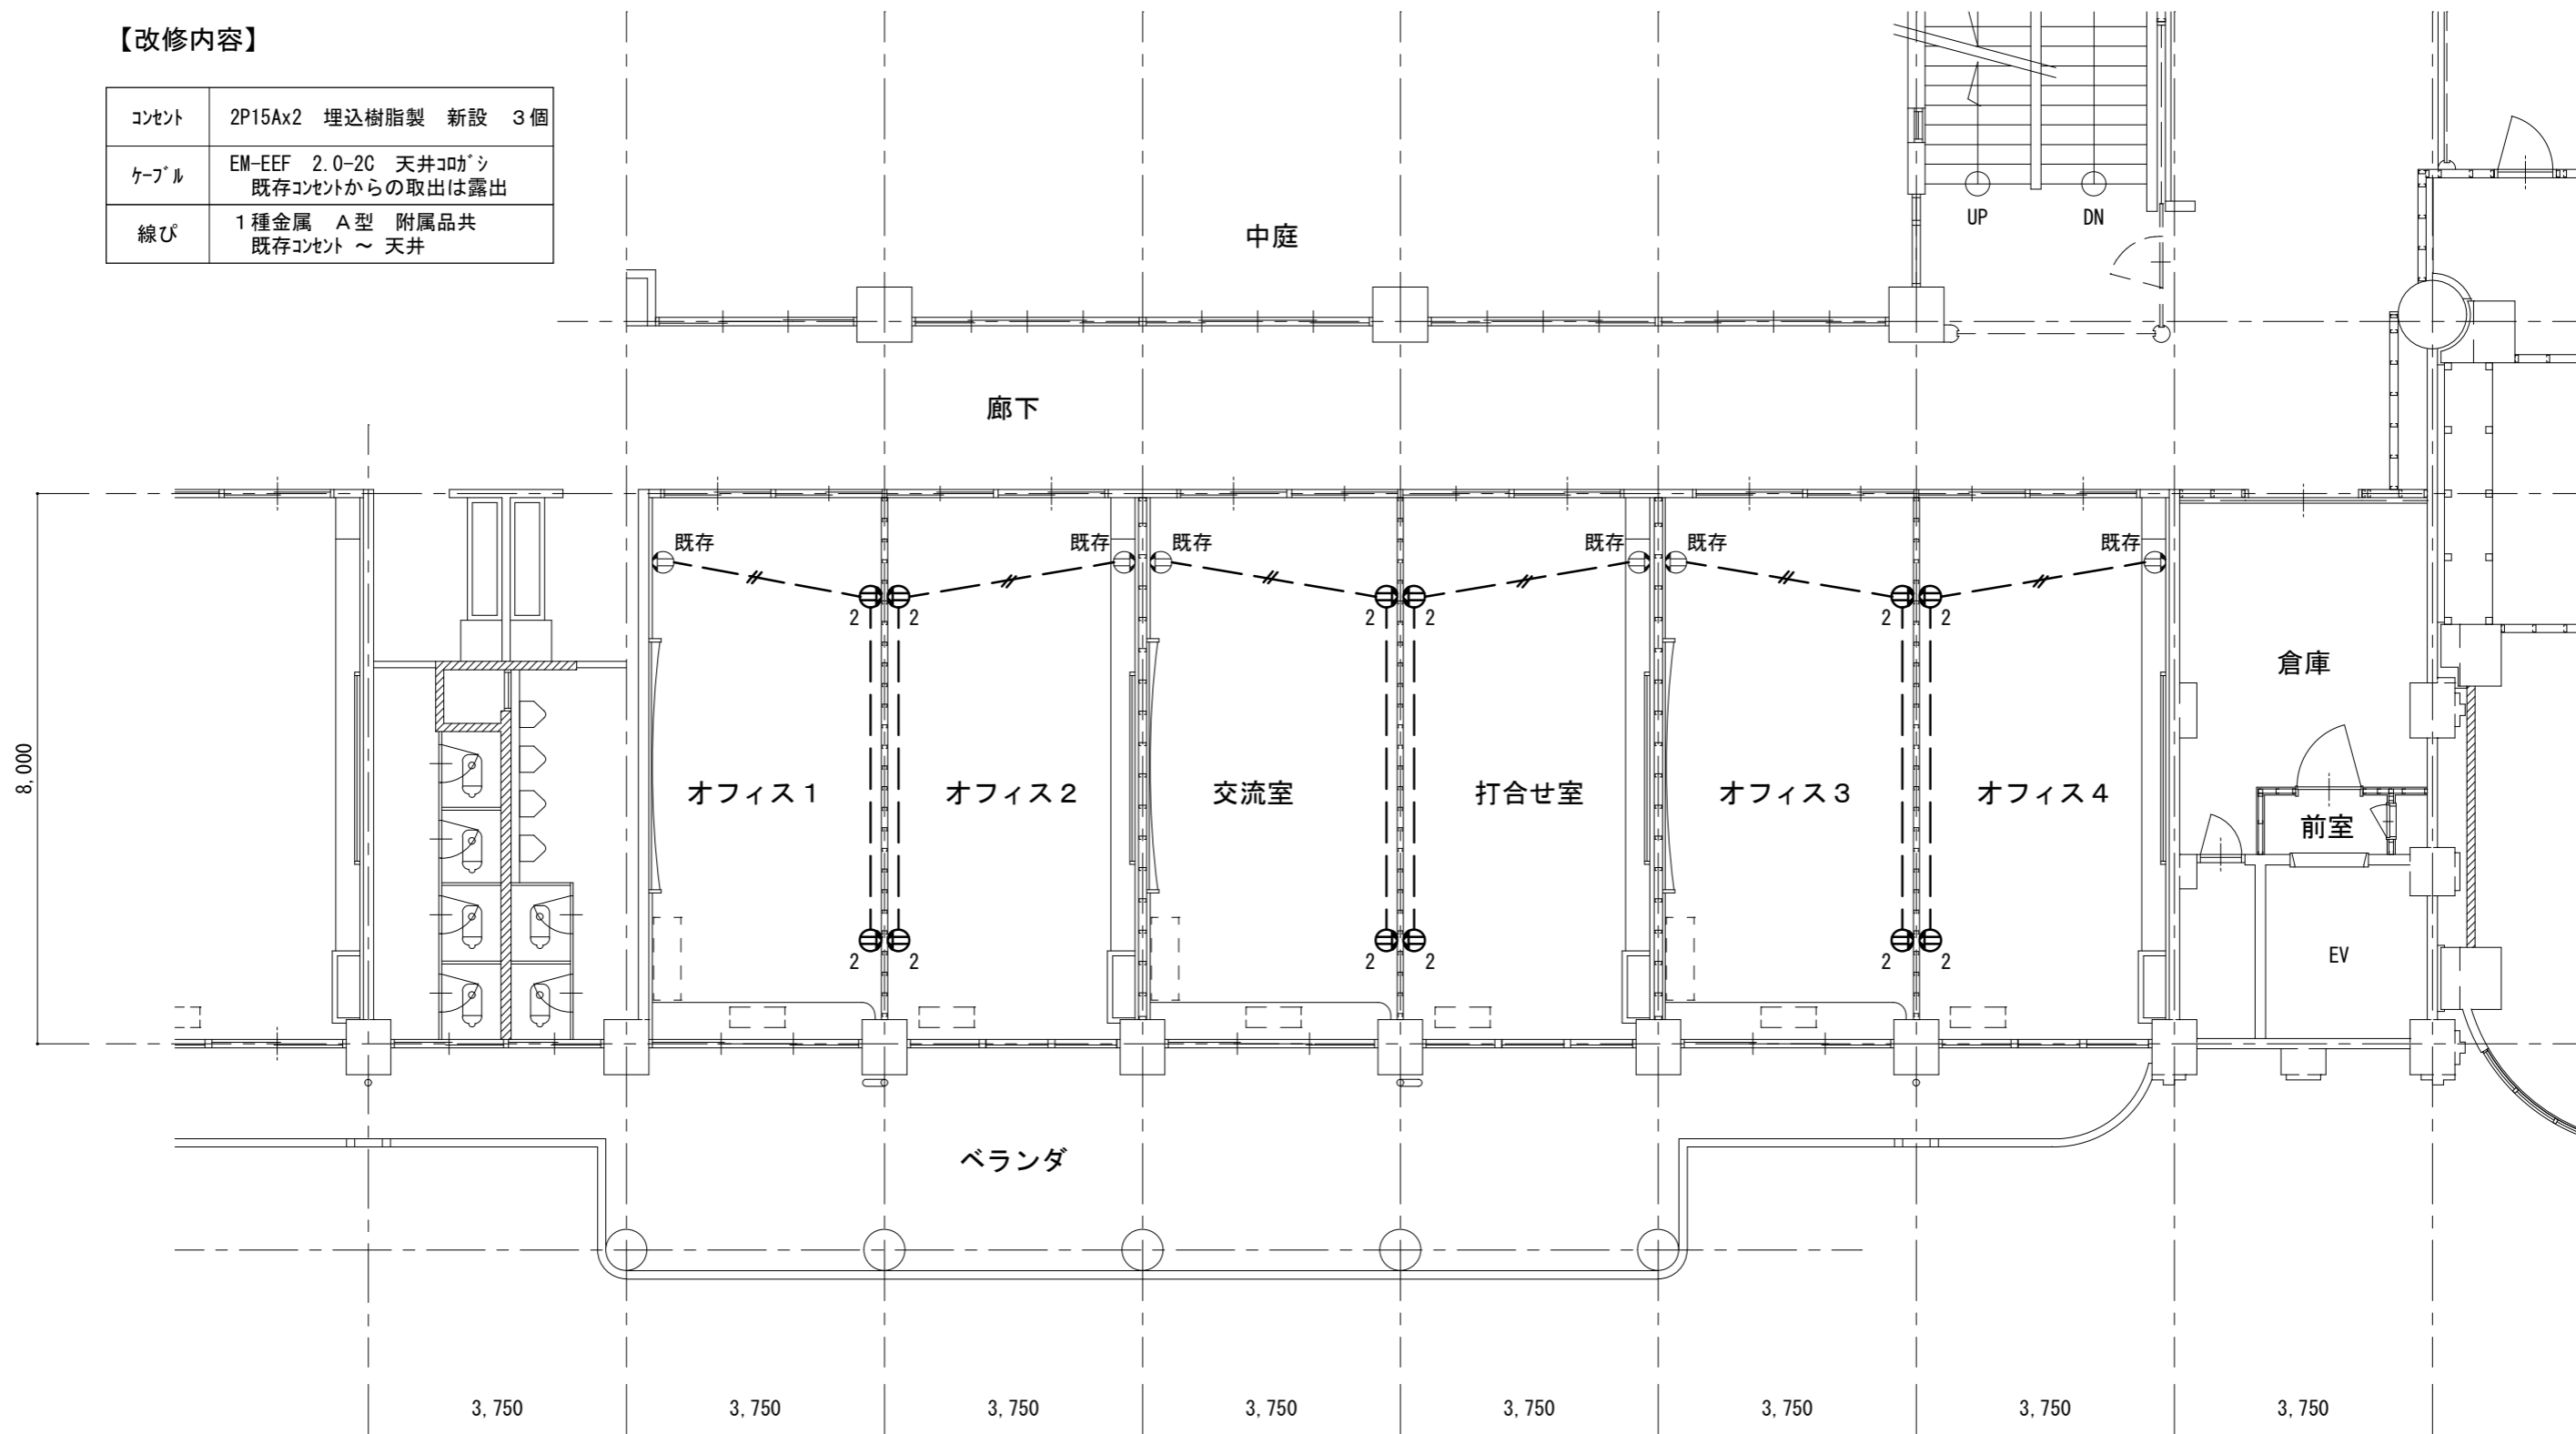 【改修内容】
コンセント 2P15Ax2 埋込樹脂製 新設 3個
ケーブル EM-EEF 2.0-2C 天井コロガシ
既存コンセントからの取出は露出
線ぴ 1種金属 A型 附属品共
既存コンセント ～ 天井
UP DN
中庭
廊下
既存 既存 既存 既存 既存 既存
2 2 2 2 2 2
倉庫
8,000
オフィス1 オフィス2 交流室 打合せ室 オフィス3 オフィス4
前室
EV
2 2 2 2 2 2
ベランダ
3,750 3,750 3,750 3,750 3,750 3,750 3,750 3,750